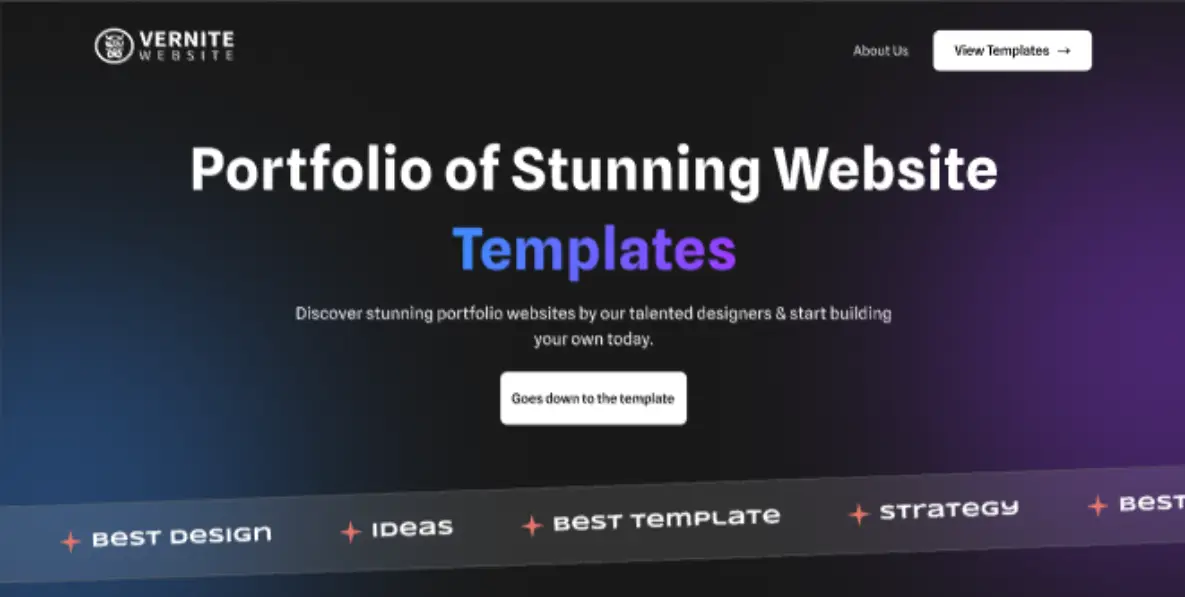 VERNITE
WEBSITE
About Us
View Templates →
Portfolio of Stunning Website
Templates
Discover stunning portfolio websites by our talented designers & start building
your own today.
Goes down to the template
BEST DESIGN
IDEAS
BEST TEMPLATE
STRATEGY
BEST